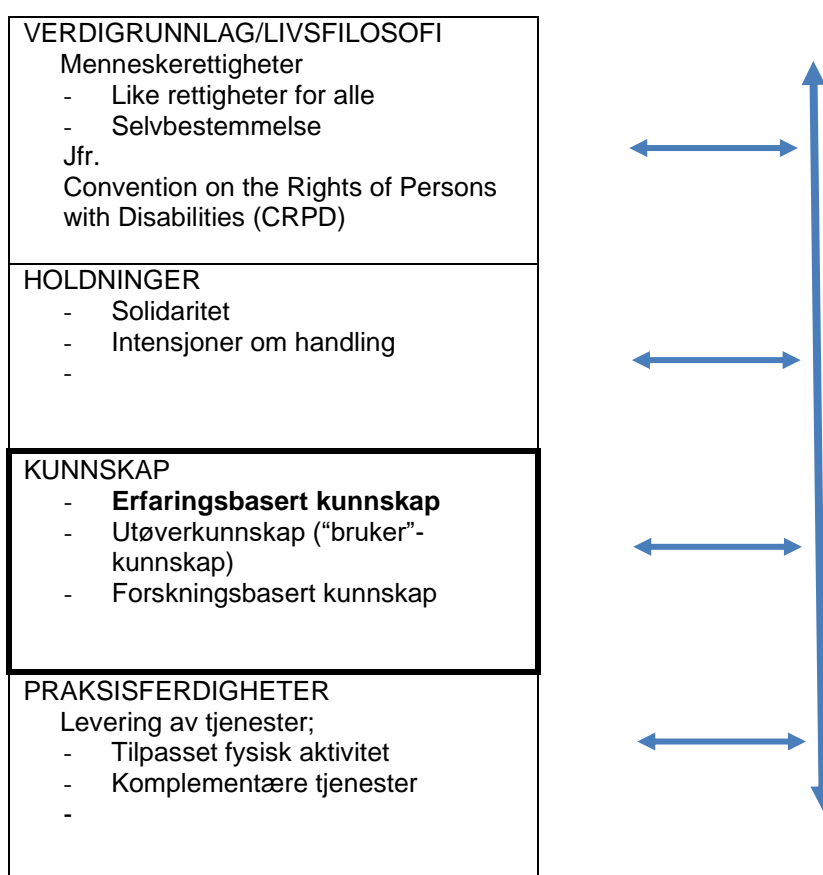 VERDIGRUNNLAG/LIVSFILOSOFI
Menneskerettigheter
- Like rettigheter for alle
- Selvbestemmelse
Jfr.
Convention on the Rights of Persons
with Disabilities (CRPD)
HOLDNINGER
- Solidaritet
- Intensjoner om handling
-
KUNNSKAP
- Erfaringsbasert kunnskap
- Utøverkunnskap (“bruker”-
kunnskap)
- Forskningsbasert kunnskap
PRAKSISFERDIGHETER
Levering av tjenester;
- Tilpasset fysisk aktivitet
- Komplementære tjenester
-